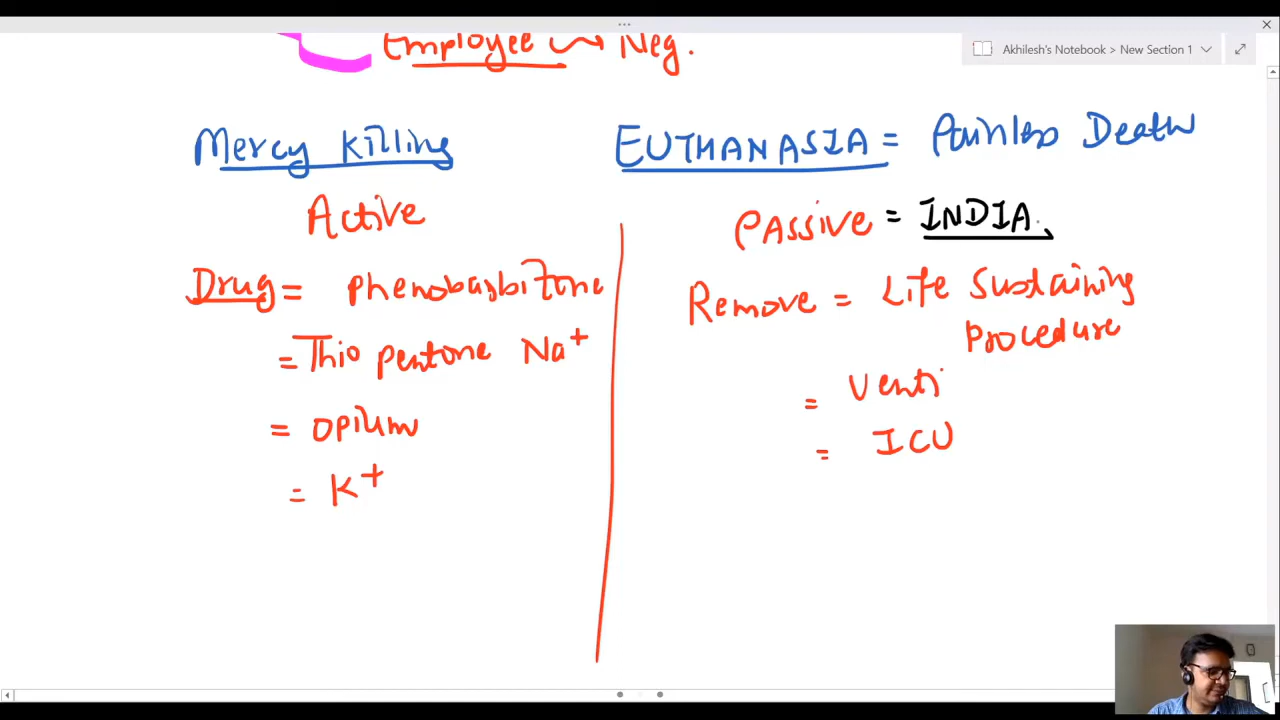 Employee Neg.
Akhilesh's Notebook > New Section 1
Mercy Killing
EUTHANASIA = Painless Death
Active
PASSIVE = INDIA
Drug = Phenobarbitone
= Thiopentone Na+
= Opium
= K+
Remove = Life Sustaining
Procedure
= Venti
= ICU